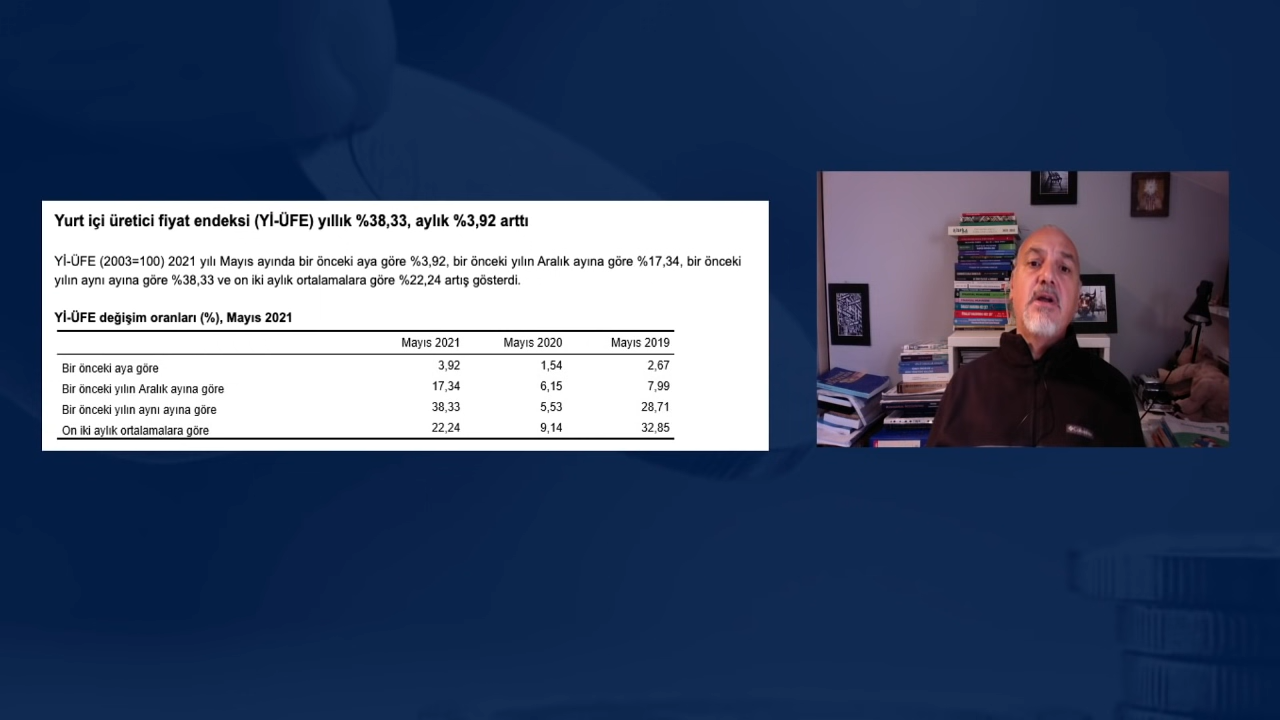 Yurt içi üretici fiyat endeksi (Yİ-ÜFE) yıllık %38,33, aylık %3,92 arttı
Yİ-ÜFE (2003=100) 2021 yılı Mayıs ayında bir önceki aya göre %3,92, bir önceki yılın Aralık ayına göre %17,34, bir önceki
yılın aynı ayına göre %38,33 ve on iki aylık ortalamalara göre %22,24 artış gösterdi.
Yİ-ÜFE değişim oranları (%), Mayıs 2021
Mayıs 2021 Mayıs 2020 Mayıs 2019
Bir önceki aya göre 3,92 1,54 2,67
Bir önceki yılın Aralık ayına göre 17,34 6,15 7,99
Bir önceki yılın aynı ayına göre 38,33 5,53 28,71
On iki aylık ortalamalara göre 22,24 9,14 32,85